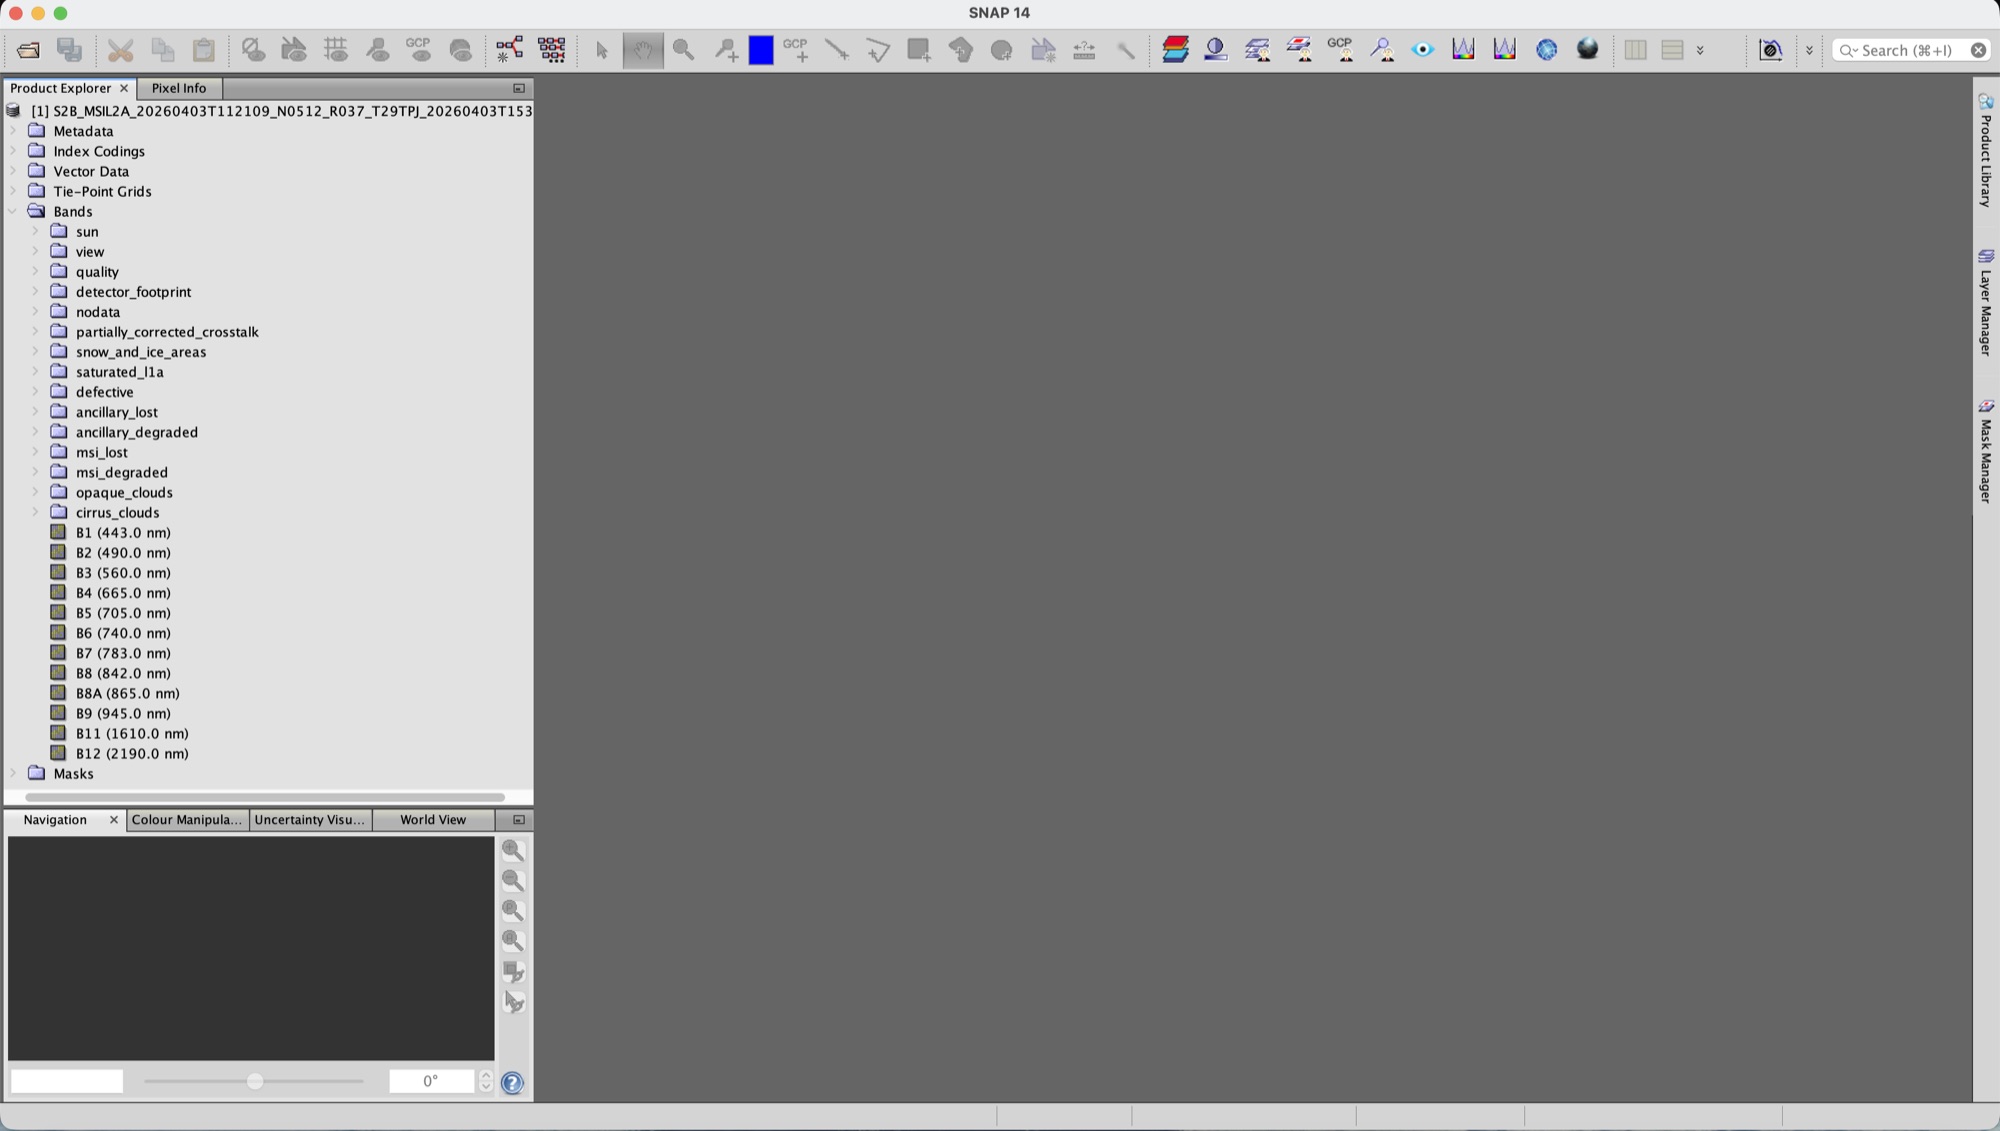 SNAP 14
GCP
GCP
GCP
Search (⌘+I)
Product Explorer
Pixel Info
[1] S2B_MSIL2A_20260403T112109_N0512_R037_T29TPJ_20260403T153
Metadata
Index Codings
Vector Data
Tie-Point Grids
Bands
sun
view
quality
detector_footprint
nodata
partially_corrected_crosstalk
snow_and_ice_areas
saturated_l1a
defective
ancillary_lost
ancillary_degraded
msi_lost
msi_degraded
opaque_clouds
cirrus_clouds
B1 (443.0 nm)
B2 (490.0 nm)
B3 (560.0 nm)
B4 (665.0 nm)
B5 (705.0 nm)
B6 (740.0 nm)
B7 (783.0 nm)
B8 (842.0 nm)
B8A (865.0 nm)
B9 (945.0 nm)
B11 (1610.0 nm)
B12 (2190.0 nm)
Masks
Navigation
Colour Manipula...
Uncertainty Visu...
World View
0°
Product Library
Layer Manager
Mask Manager